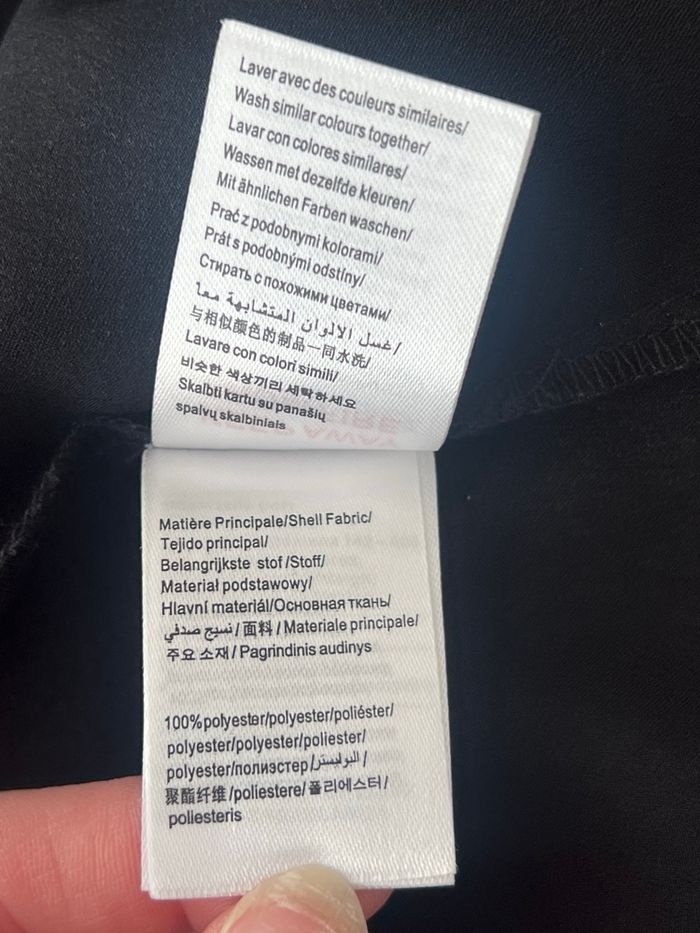 Laver avec des couleurs similaires/
Wash similar colours together/
Lavar con colores similares/
Wassen met dezelfde kleuren/
Mit ähnlichen Farben waschen/
Prać z podobnymi kolorami/
Prát s podobnými odstíny/
Стирать с похожими цветами/
غسل الالوان المتشابهة معا/
与相似颜色的制品一同水洗/
Lavare con colori simili/
비슷한 색상끼리 세탁하세요
Skalbti kartu su panašių
spalvų skalbiniais
Matière Principale/Shell Fabric/
Tejido principal/
Belangrijkste stof /Stoff/
Materiał podstawowy/
Hlavní materiál/Основная ткань/
نسيج صدفي/面料/Materiale principale/
주요 소재/Pagrindinis audinys
100%polyester/polyester/poliéster/
polyester/polyester/poliester/
polyester/полиэстер/البوليستر/
聚酯纤维/poliestere/폴리에스터/
poliesteris